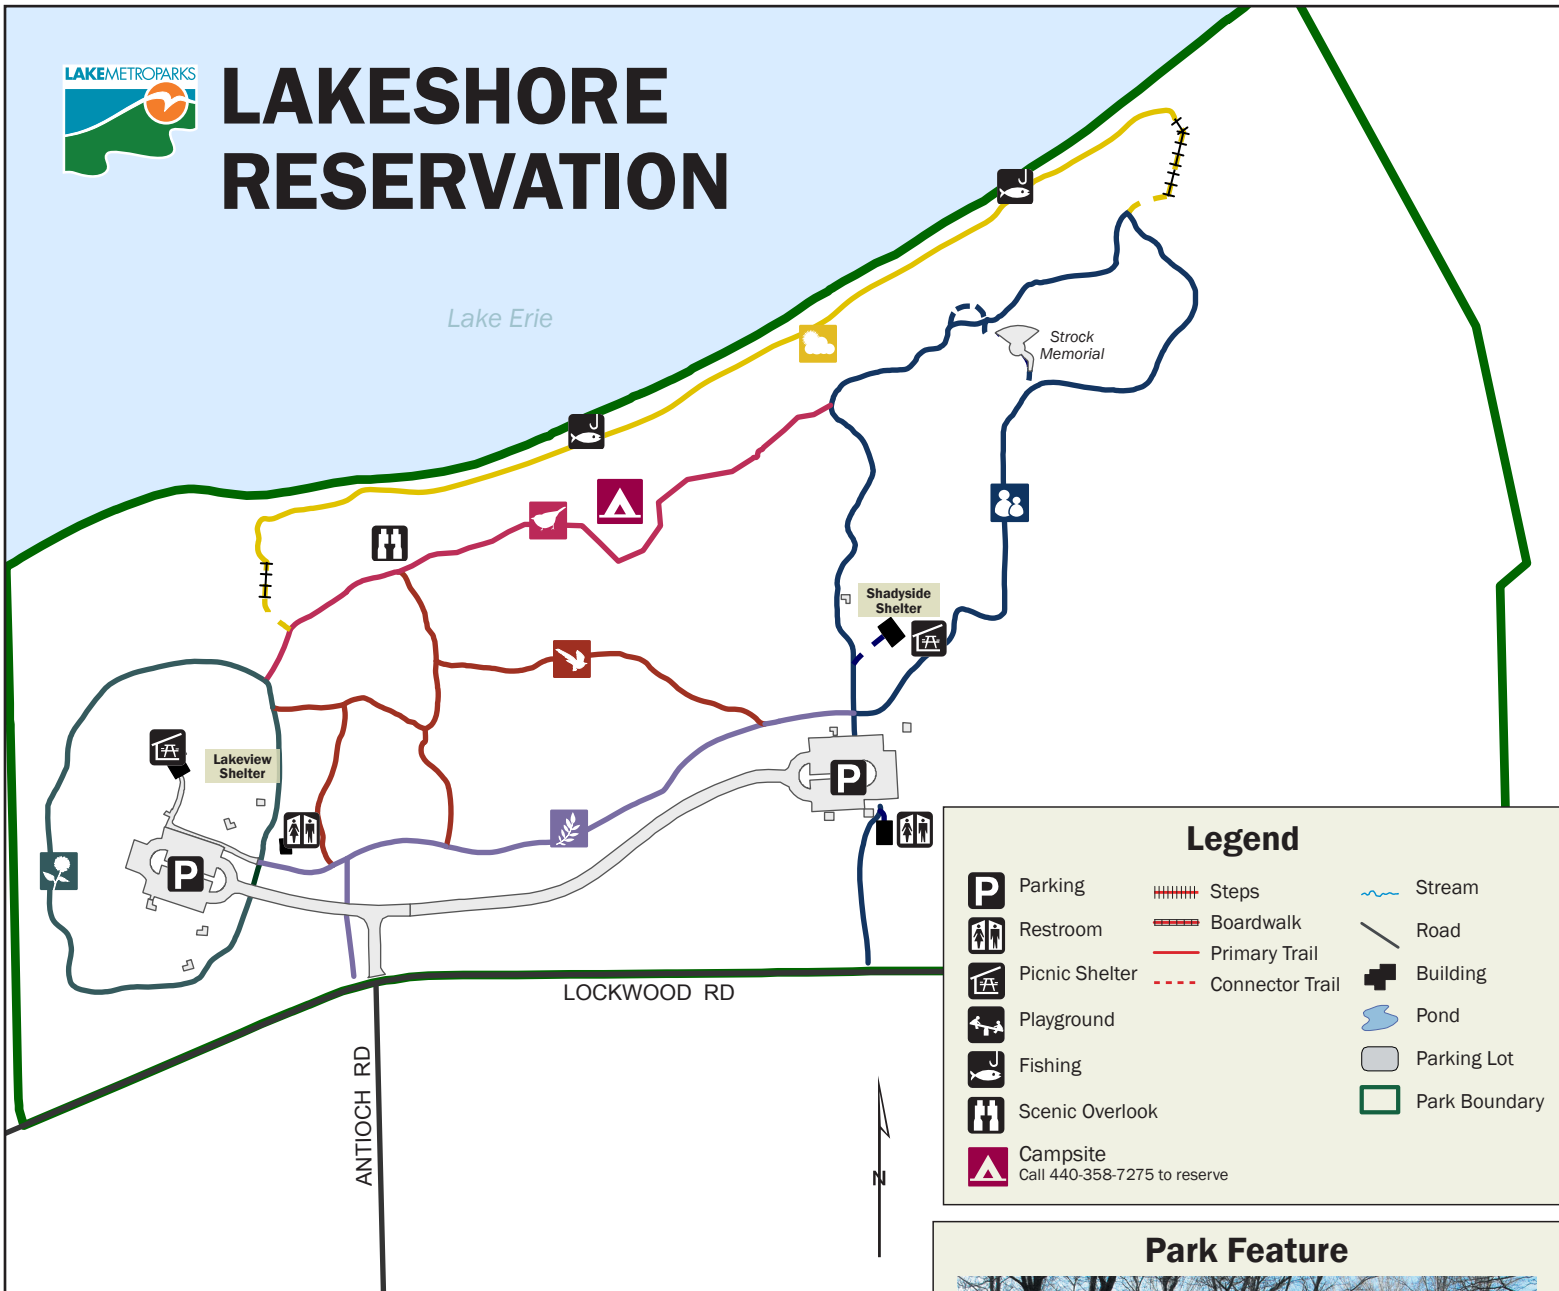 LAKEMETROPARKS
LAKESHORE
RESERVATION
Lake Erie
Strock
Memorial
Shadyside
Shelter
Lakeview
Shelter
P
P
LOCKWOOD RD
ANTIOCH RD
N
Legend
P Parking
Restroom
Picnic Shelter
Playground
Fishing
Scenic Overlook
Campsite
Call 440-358-7275 to reserve
Steps
Boardwalk
Primary Trail
Connector Trail
Stream
Road
Building
Pond
Parking Lot
Park Boundary
Park Feature